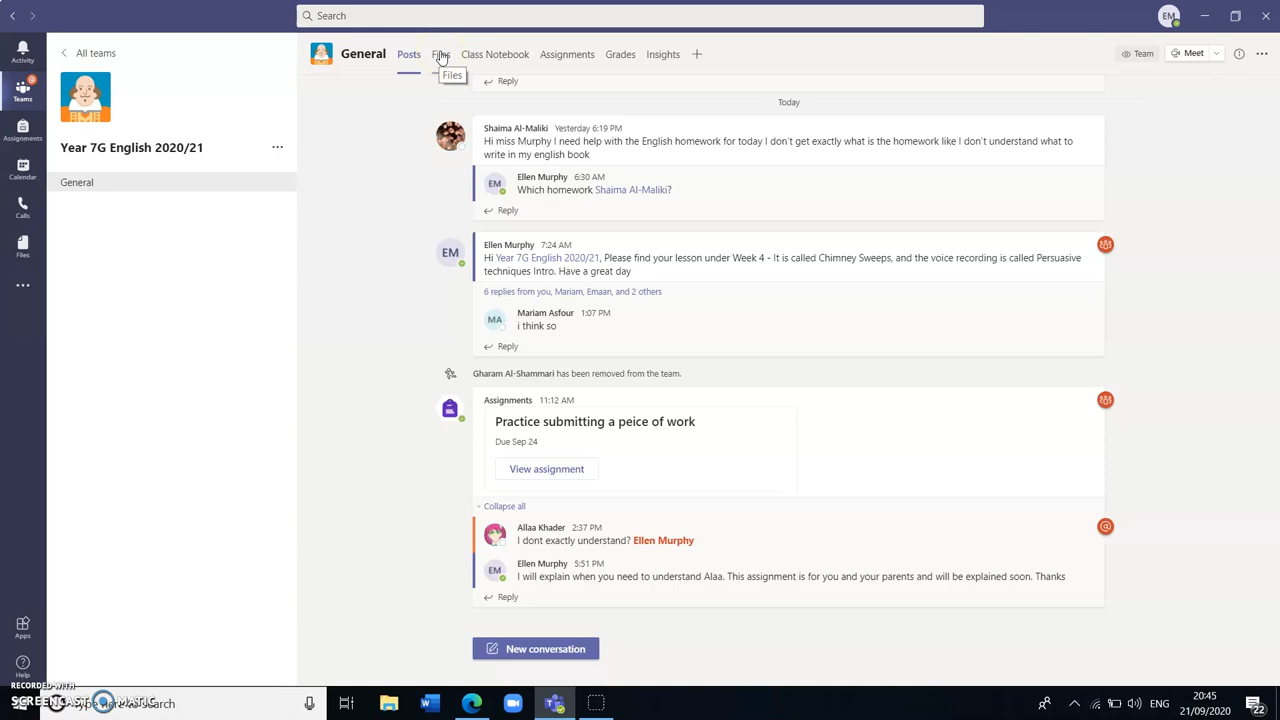 Search
EM
Activity
Teams
Assignments
Calendar
Calls
Files
Apps
Help
All teams
Year 7G English 2020/21
General
General
Posts
Files
Class Notebook
Assignments
Grades
Insights
Team
Meet
Files
Reply
Today
Shaima Al-Maliki Yesterday 6:19 PM
Hi miss Murphy I need help with the English homework for today I don't get exactly what is the homework like I don't understand what to
write in my english book
EM
Ellen Murphy 6:30 AM
Which homework Shaima Al-Maliki?
Reply
EM
Ellen Murphy 7:24 AM
Hi Year 7G English 2020/21, Please find your lesson under Week 4 - It is called Chimney Sweeps, and the voice recording is called Persuasive
techniques Intro. Have a great day
6 replies from you, Mariam, Emaan, and 2 others
MA
Mariam Asfour 1:07 PM
i think so
Reply
Gharam Al-Shammari has been removed from the team.
Assignments 11:12 AM
Practice submitting a peice of work
Due Sep 24
View assignment
Collapse all
Allaa Khader 2:37 PM
I dont exactly understand? Ellen Murphy
EM
Ellen Murphy 5:51 PM
I will explain when you need to understand Alaa. This assignment is for you and your parents and will be explained soon. Thanks
Reply
New conversation
RECORDED WITH
SCREENCAST MATIC
Type here to search
20:45
21/09/2020
22